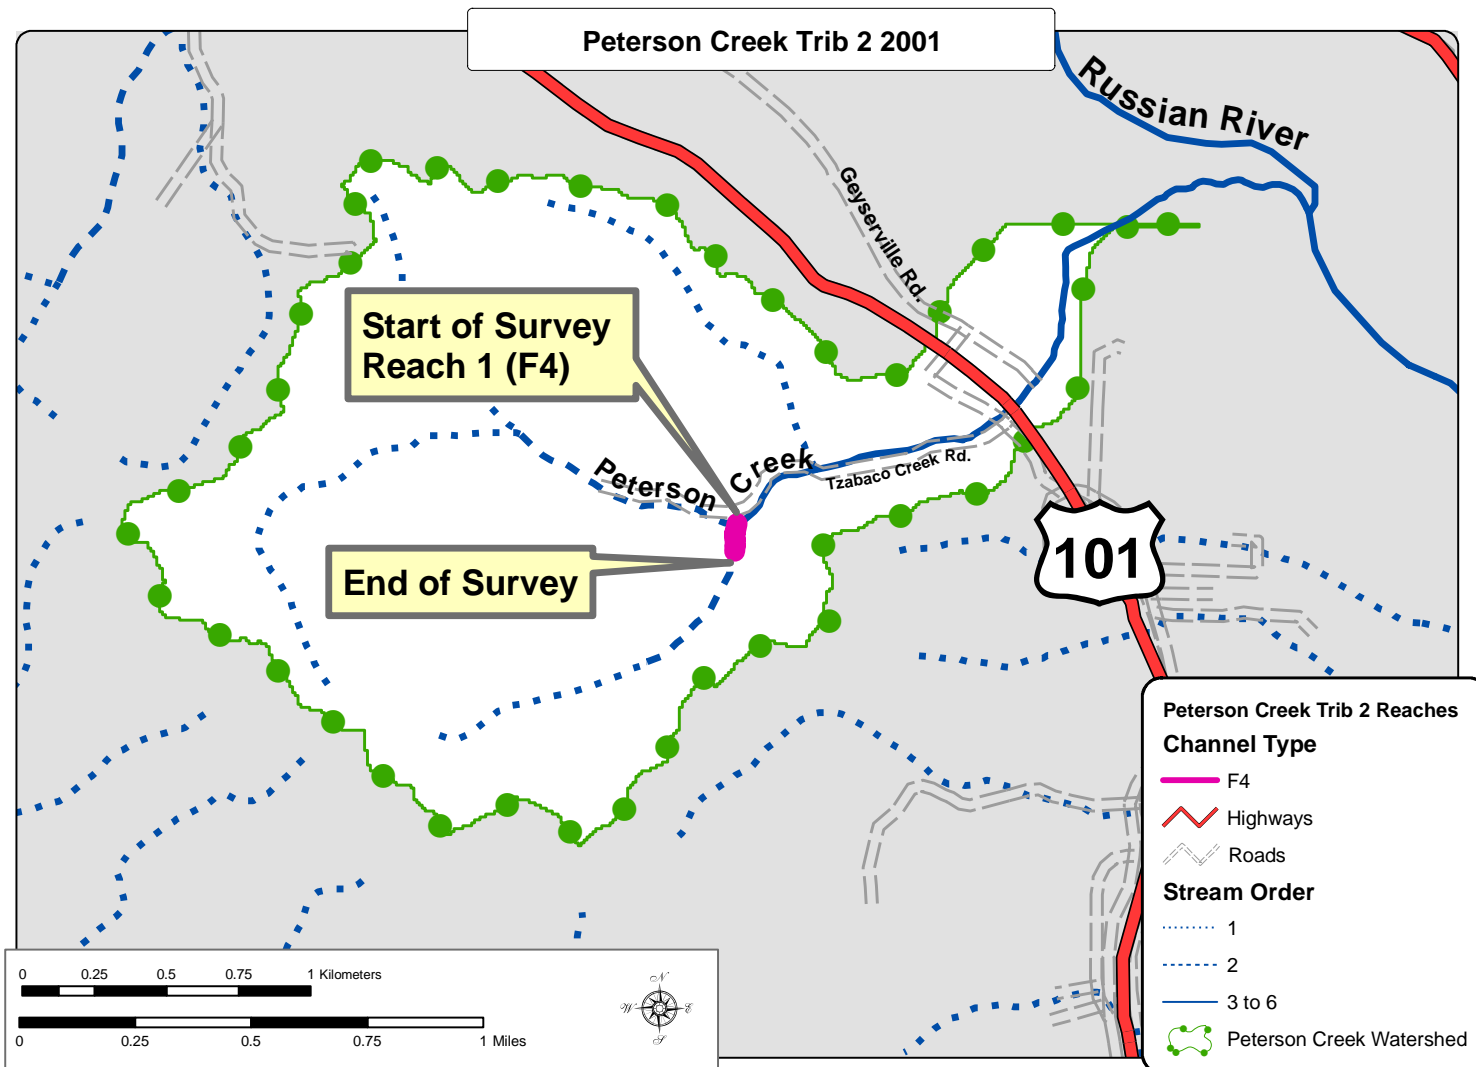 Peterson Creek Trib 2 2001
Russian River
Geyserville Rd.
Start of Survey
Reach 1 (F4)
Peterson Creek
Tzabaco Creek Rd.
End of Survey
101
Peterson Creek Trib 2 Reaches
Channel Type
F4
Highways
Roads
Stream Order
1
2
3 to 6
Peterson Creek Watershed
0 0.25 0.5 0.75 1 Kilometers
0 0.25 0.5 0.75 1 Miles
N
W E
S